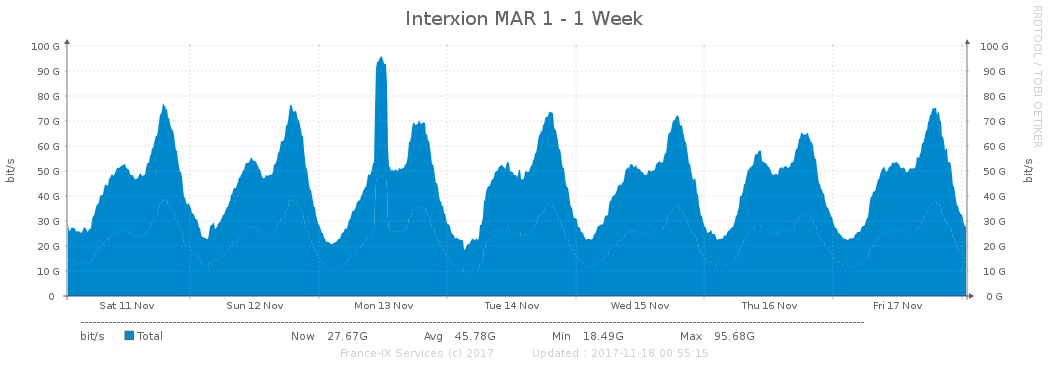 Interxion MAR 1 - 1 Week
RRDTOOL / TOBI OETIKER
100 G 100 G
90 G 90 G
80 G 80 G
70 G 70 G
60 G 60 G
50 G 50 G
40 G 40 G
30 G 30 G
20 G 20 G
10 G 10 G
0 0 G
bit/s bit/s
Sat 11 Nov Sun 12 Nov Mon 13 Nov Tue 14 Nov Wed 15 Nov Thu 16 Nov Fri 17 Nov
bit/s Total Now 27.67G Avg 45.78G Min 18.49G Max 95.68G
France-IX Services (c) 2017 Updated : 2017-11-18 00:55:15